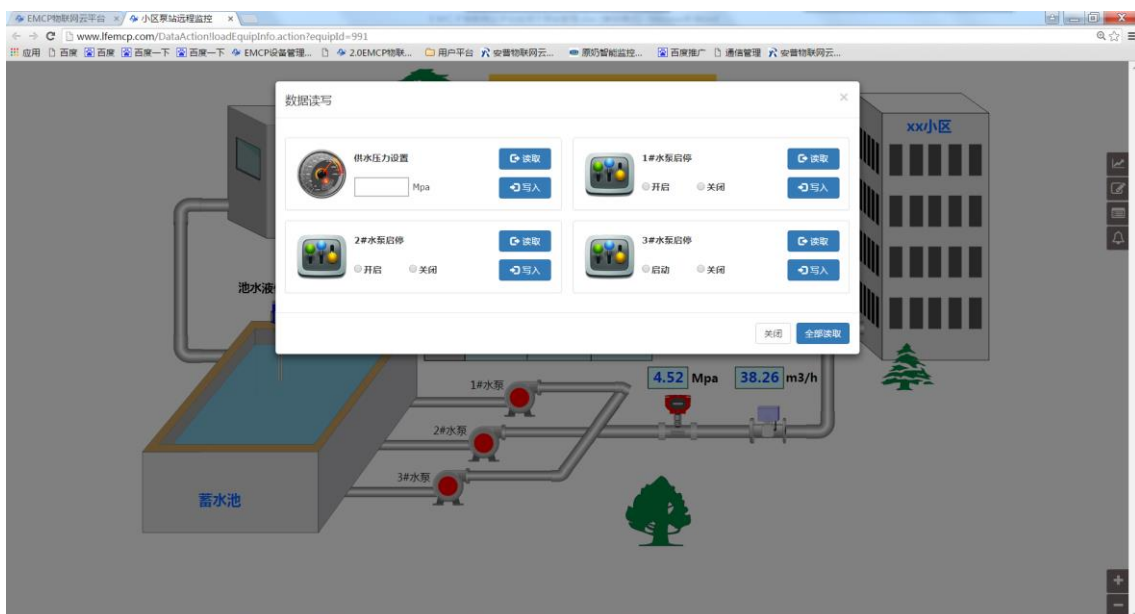 EMCP物联网云平台
小区泵站远程监控
www.lfemcp.com/DataAction!loadEquipInfo.action?equipId=991
应用 百度 百度 百度一下 百度一下 EMCP设备管理... 2.0EMCP物联... 用户平台 安普物联网云... 原奶智能监控... 百度推广 通信管理 安普物联网云...
数据读写
供水压力设置 读取
Mpa 写入
1#水泵启停 读取
开启 关闭 写入
2#水泵启停 读取
开启 关闭 写入
3#水泵启停 读取
启动 关闭 写入
关闭 全部读取
xx小区
池水液
4.52 Mpa 38.26 m3/h
1#水泵
2#水泵
3#水泵
蓄水池